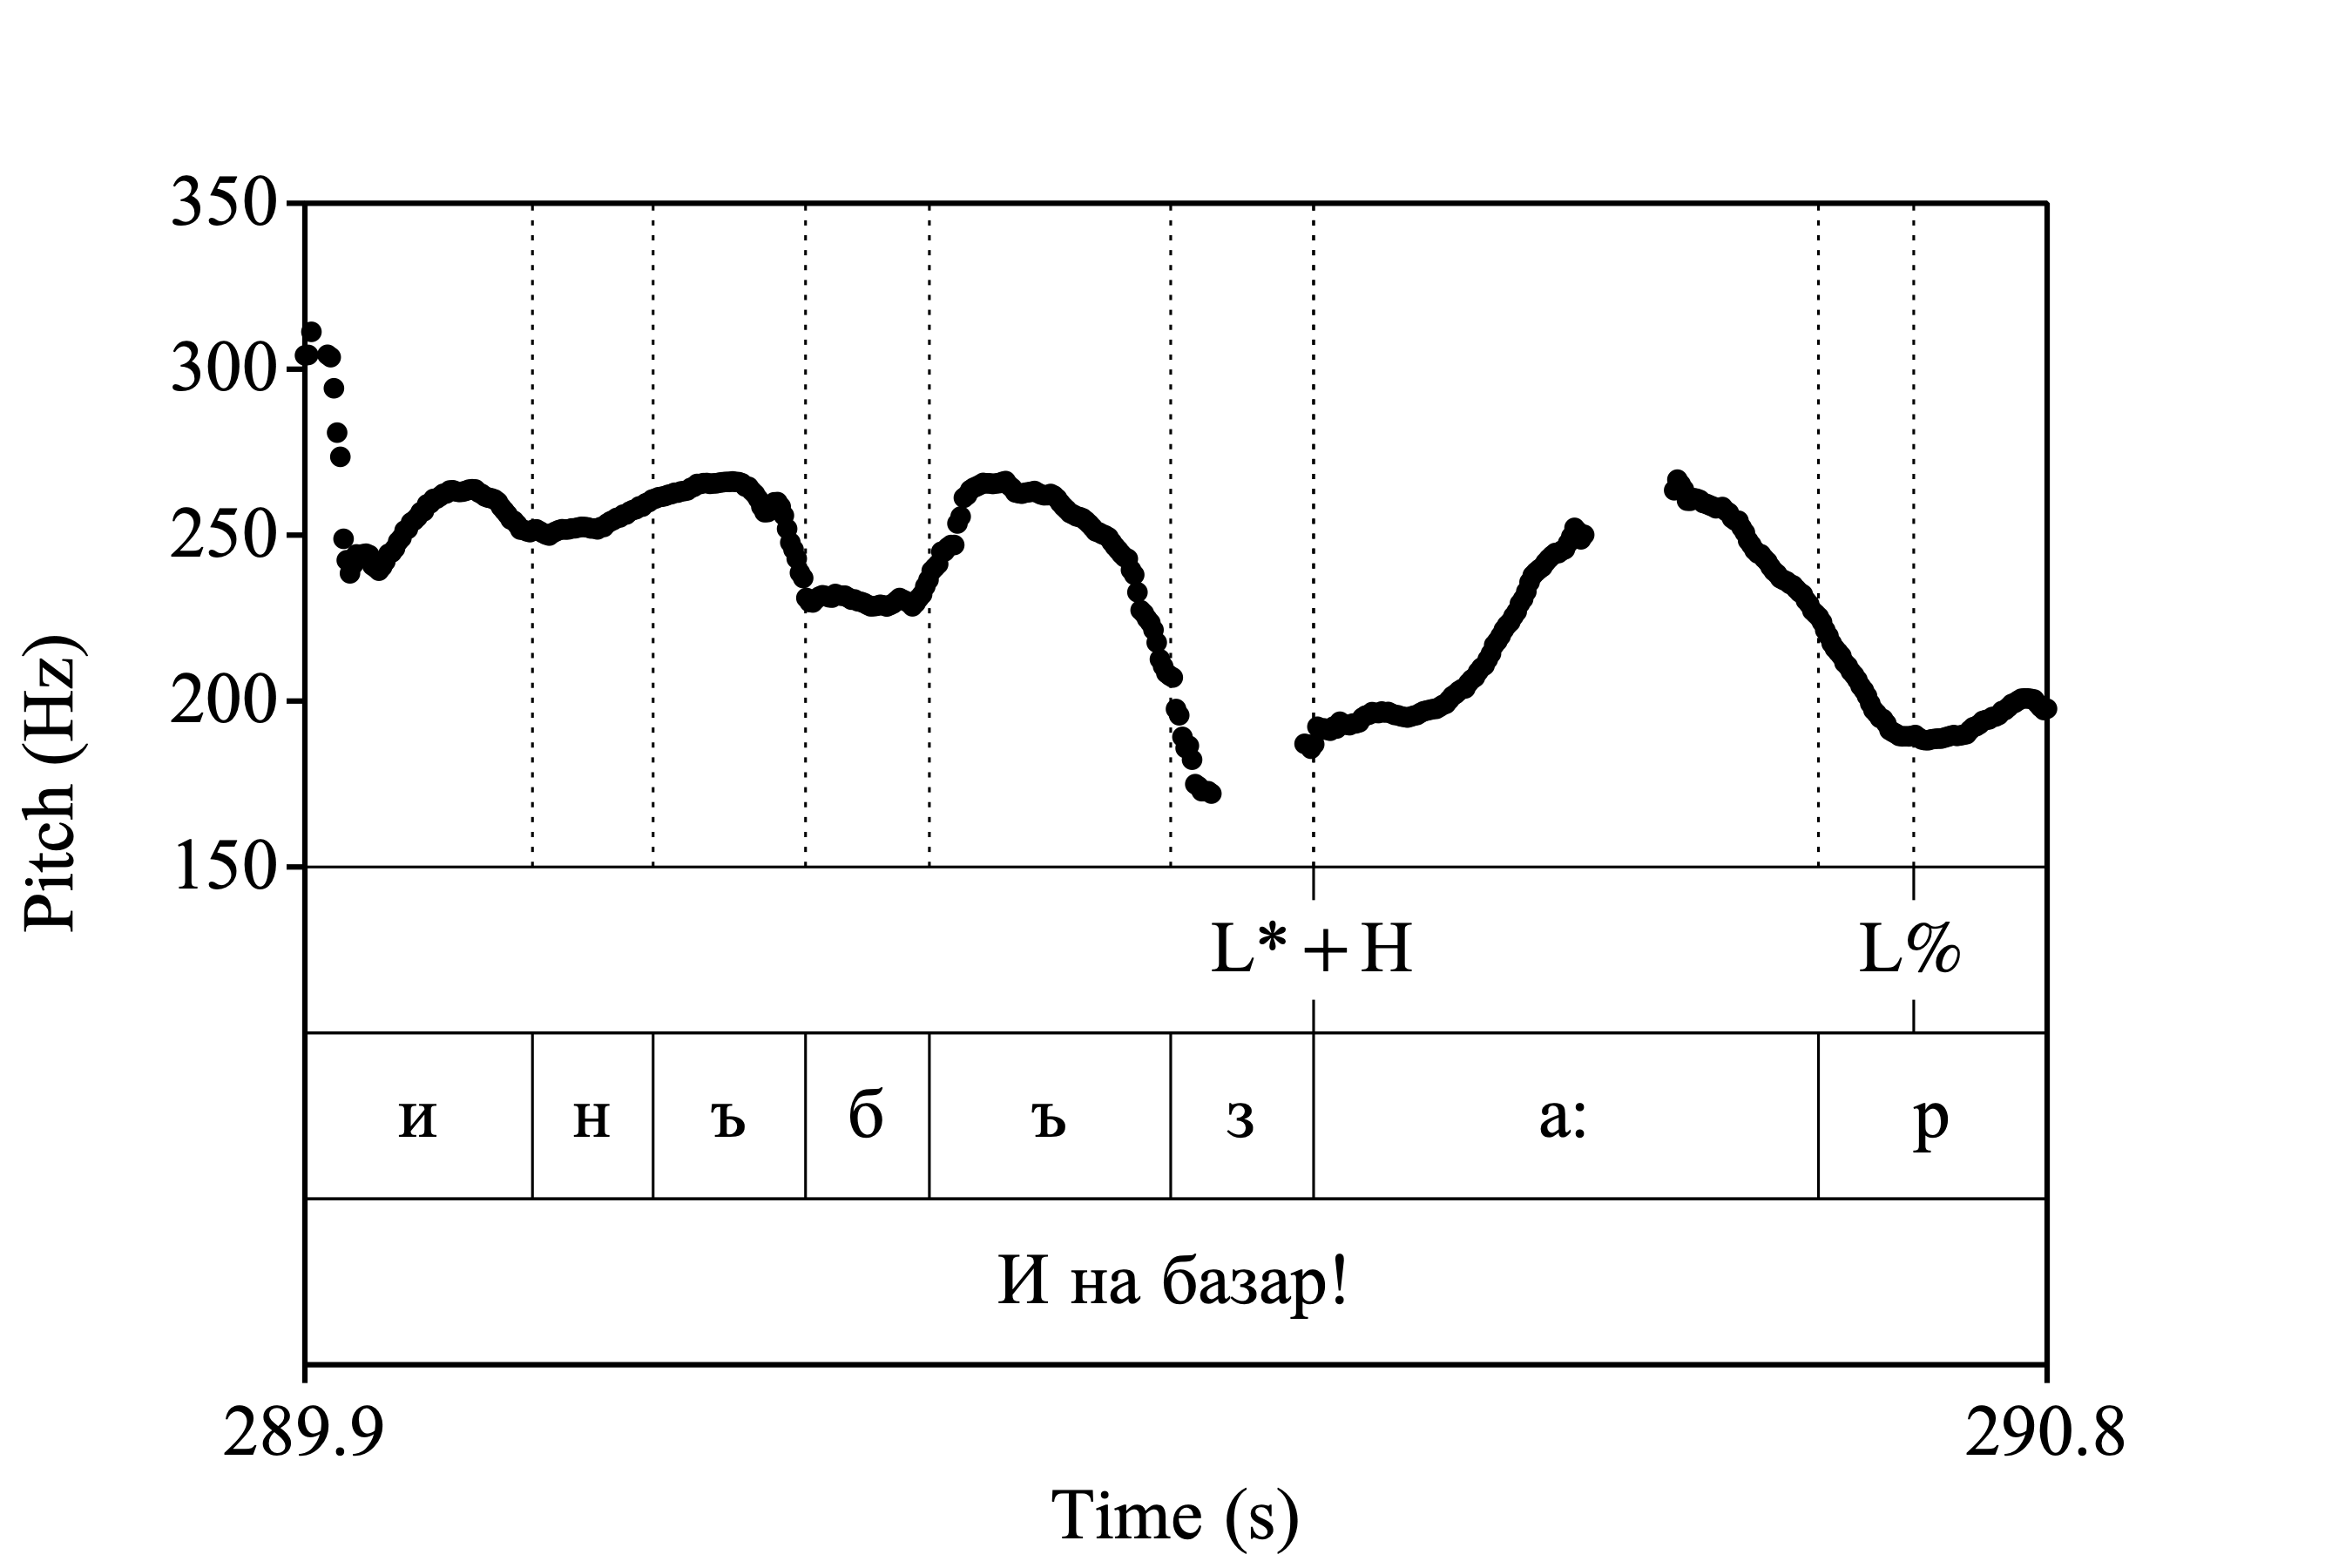 350
300
250
200
150
Pitch (Hz)
L*+H L%
и н ъ б ъ з а: р
И на базар!
289.9 290.8
Time (s)